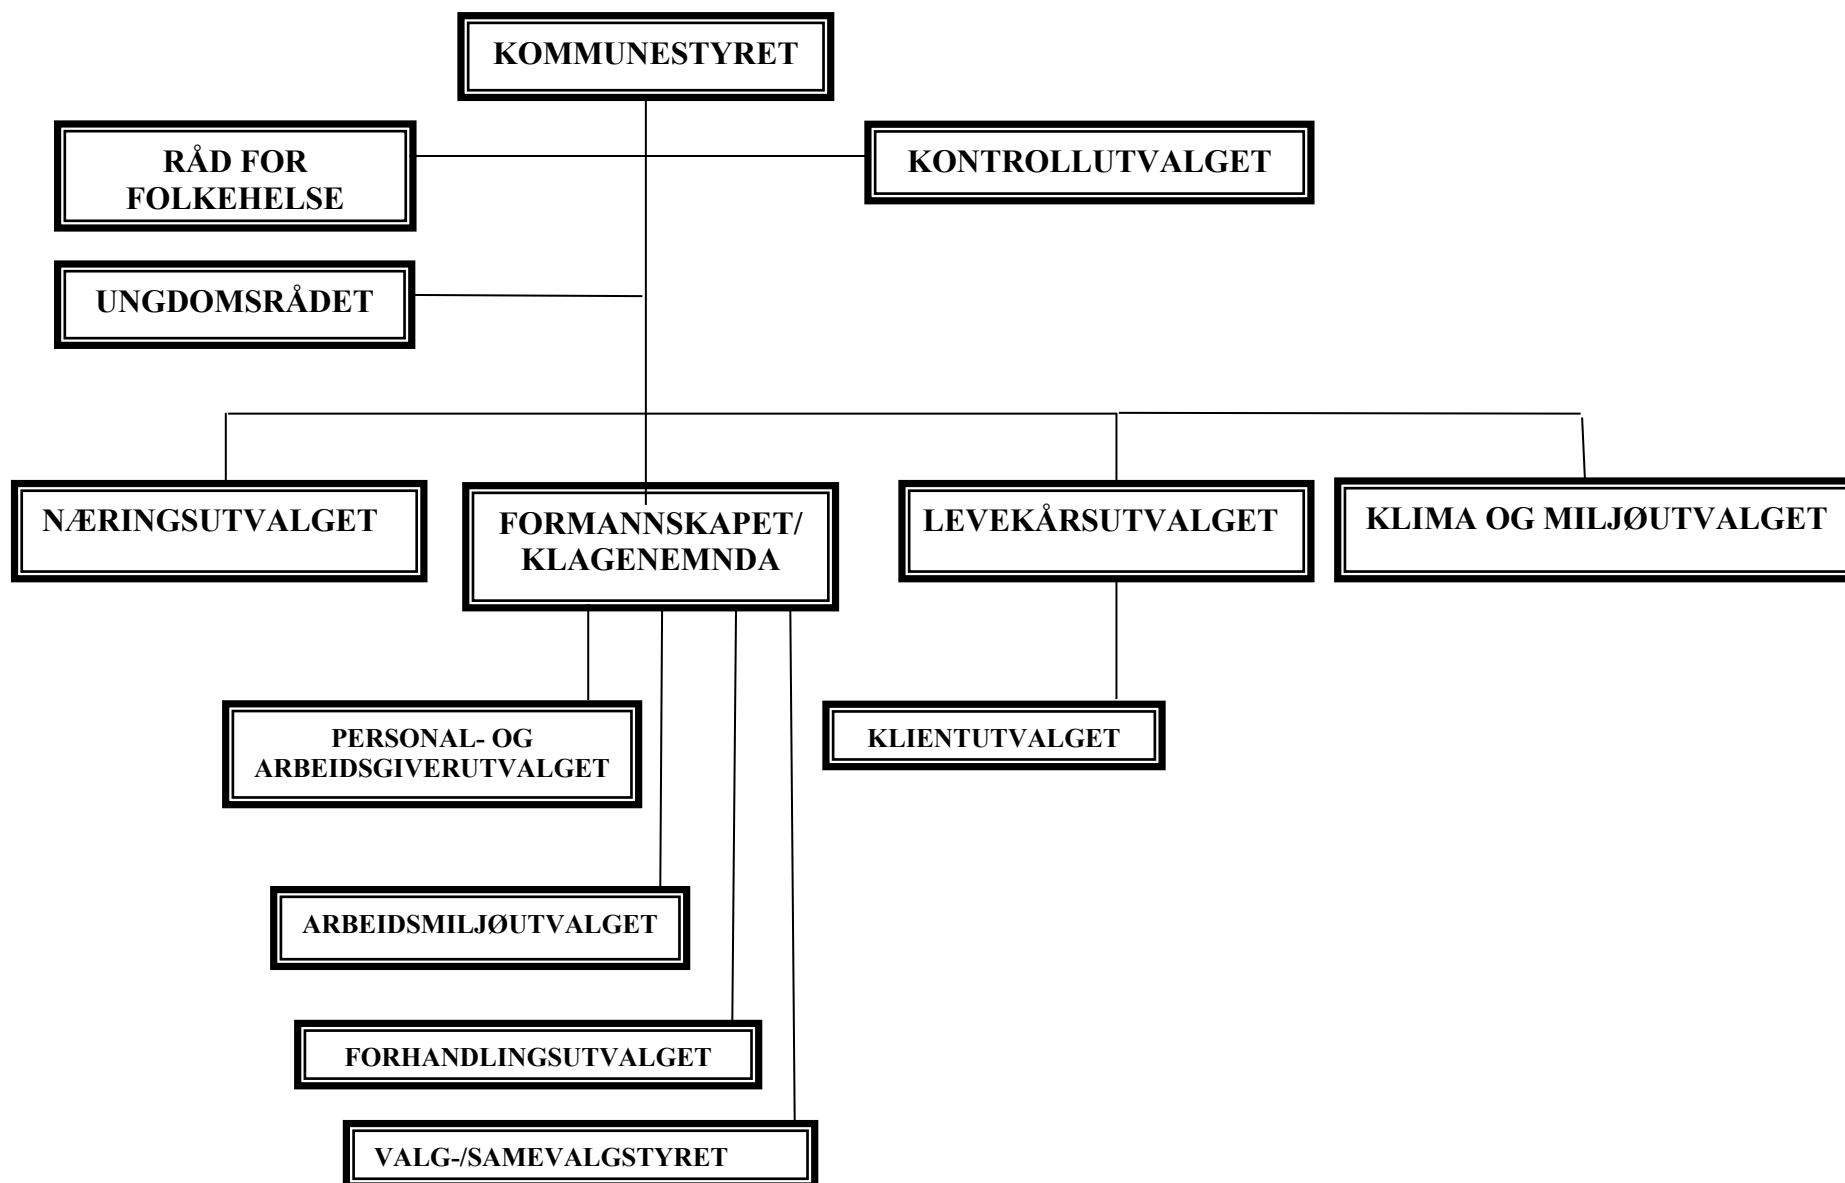 KOMMUNESTYRET
RÅD FOR
FOLKEHELSE
KONTROLLUTVALGET
UNGDOMSRÅDET
NÆRINGSUTVALGET
FORMANNSKAPET/
KLAGENEMNDA
LEVEKÅRSUTVALGET
KLIMA OG MILJØUTVALGET
PERSONAL- OG
ARBEIDSGIVERUTVALGET
KLIENTUTVALGET
ARBEIDSMILJØUTVALGET
FORHANDLINGSUTVALGET
VALG-/SAMEVALGSTYRET